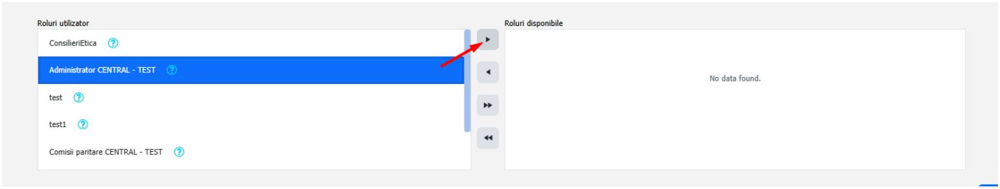 Roluri utilizator
Roluri disponibile
ConsilieriEtica ?
Administrator CENTRAL - TEST ?
test ?
test1 ?
Comisii paritare CENTRAL - TEST ?
No data found.